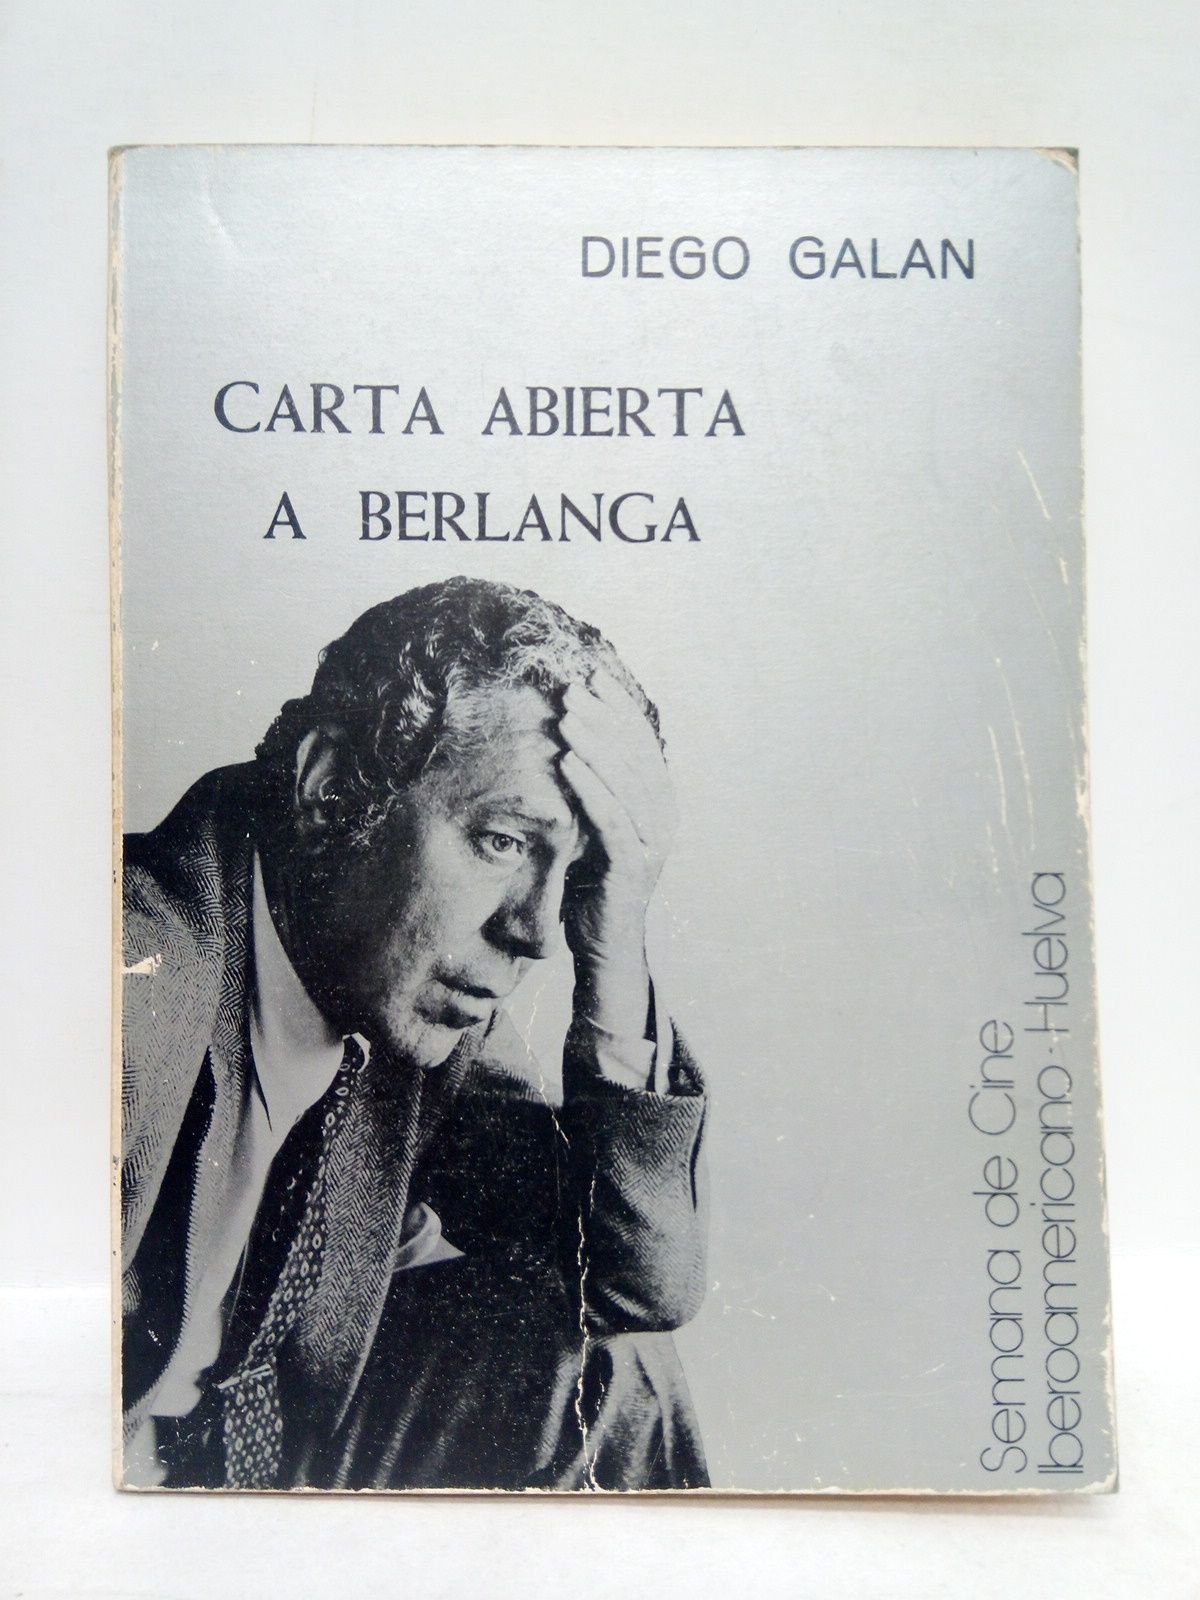 DIEGO GALAN
CARTA ABIERTA
A BERLANGA
Semana de Cine
Iberoamericano·Huelva